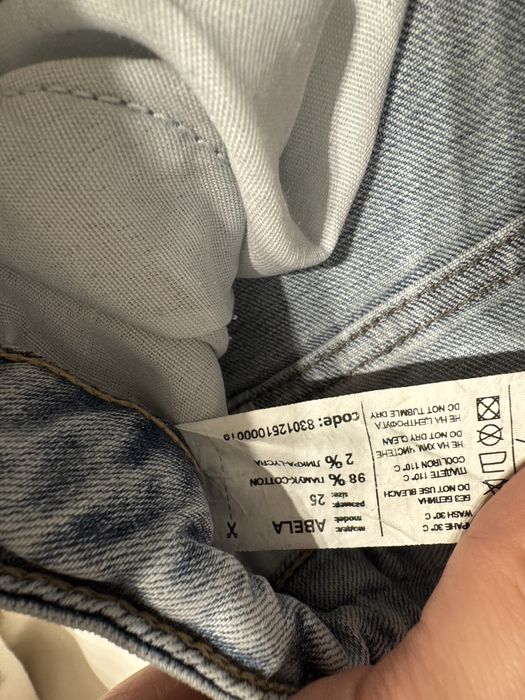 ПРАНЕ 30° C
WASH 30° C
БЕЗ БЕЛИНА
DO NOT USE BLEACH
ГЛАДЕТЕ 110° C
COOL IRON 110° C
НЕ НА ХИМ. ЧИСТЕНЕ
DO NOT DRY CLEAN
НЕ НА ЦЕНТРОФУГА
DO NOT TUBMLE DRY
модел:
model: ABELA
размер:
size: 25
98 % ПАМУК-COTTON
2 % ЛИКРА-LYCRA
code: